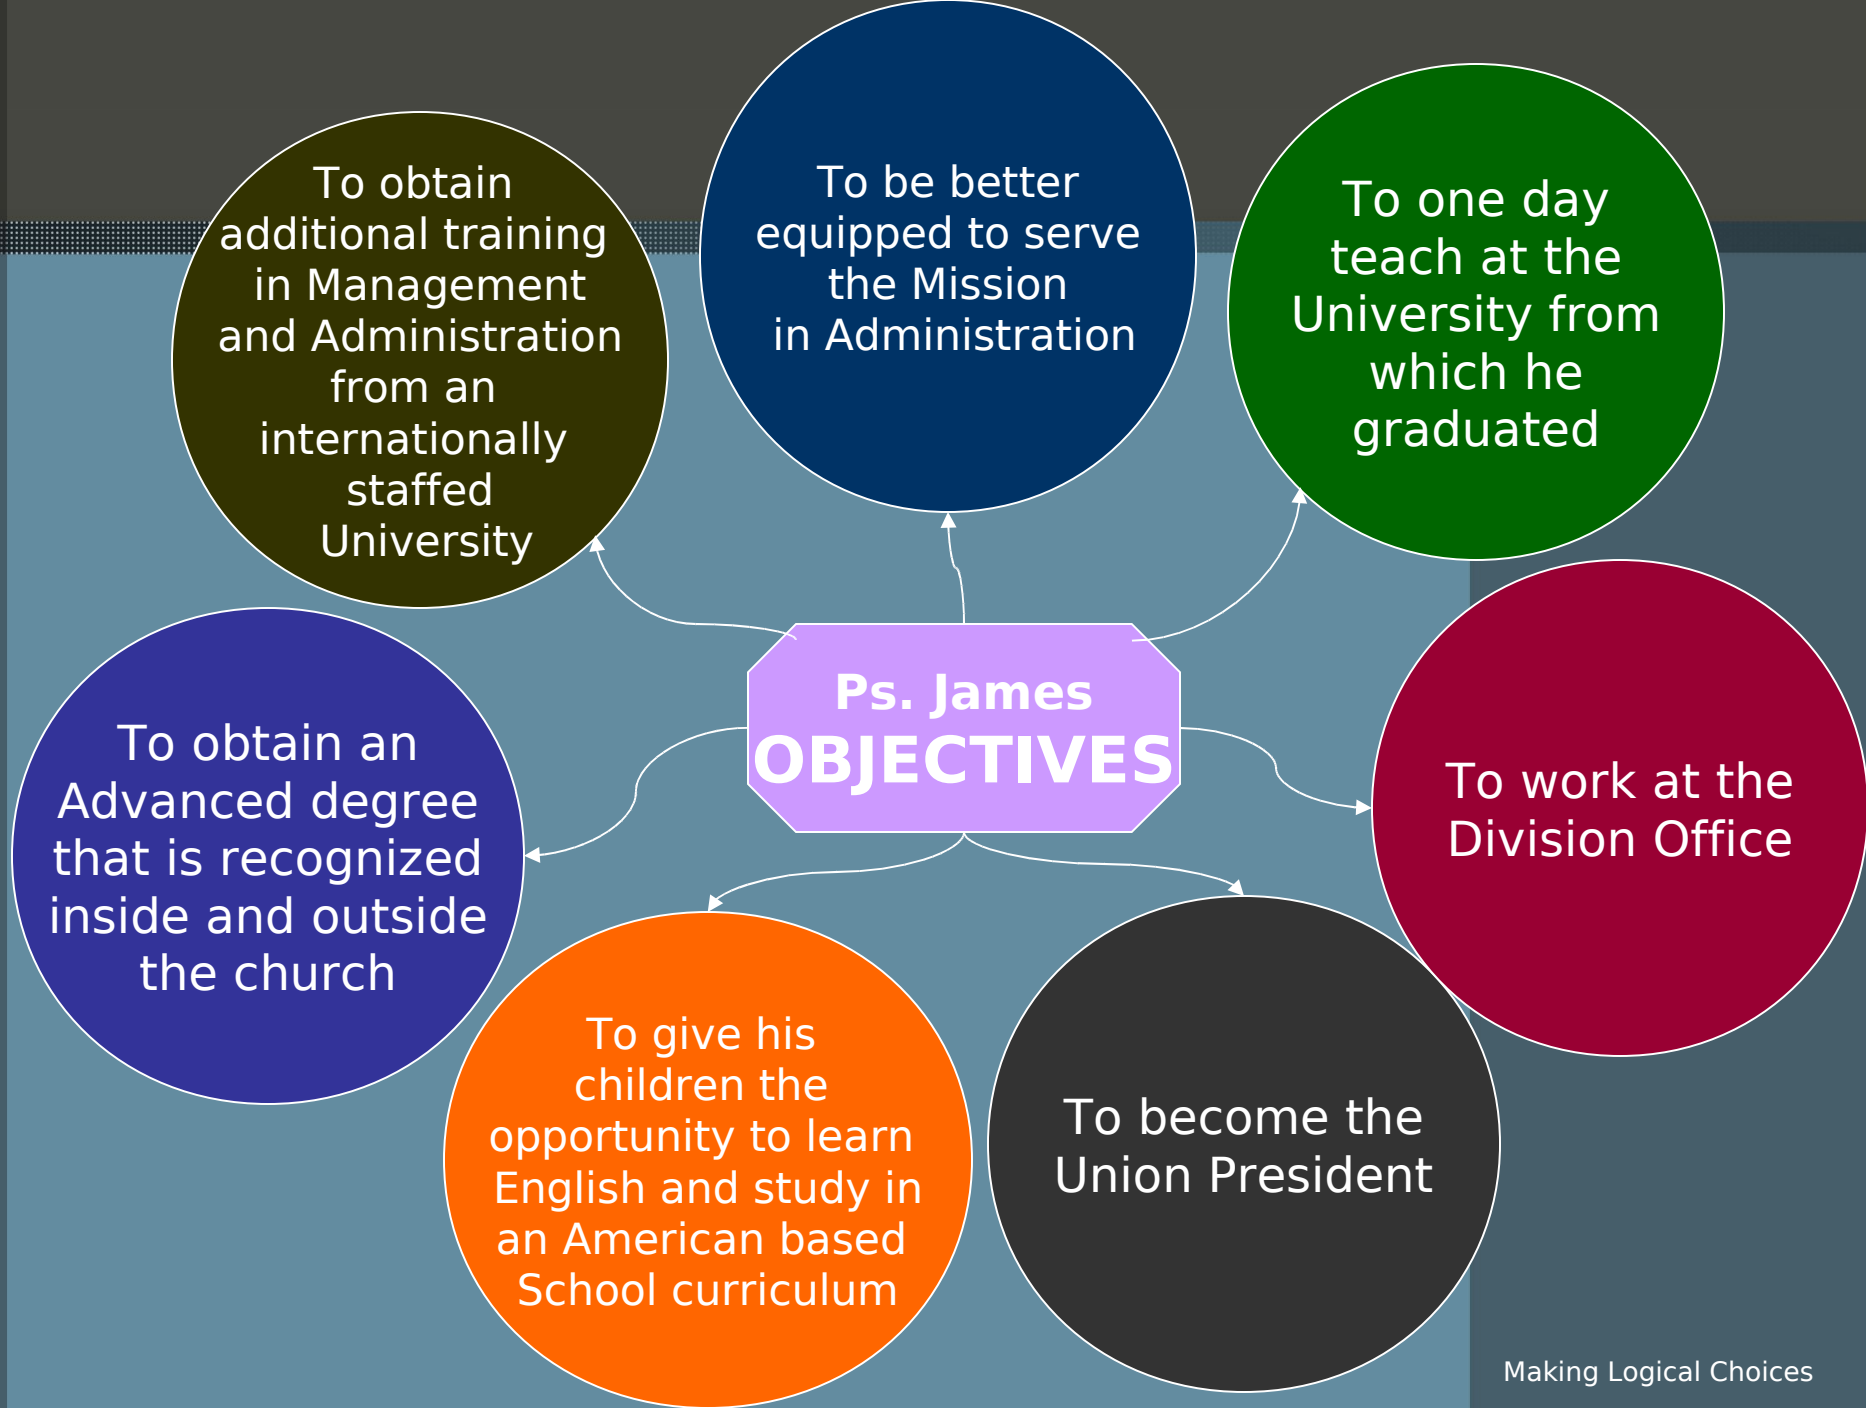 To obtain
additional training
in Management
and Administration
from an
internationally
staffed
University
To be better
equipped to serve
the Mission
in Administration
To one day
teach at the
University from
which he
graduated
Ps. James
OBJECTIVES
To obtain an
Advanced degree
that is recognized
inside and outside
the church
To work at the
Division Office
To give his
children the
opportunity to learn
English and study in
an American based
School curriculum
To become the
Union President
Making Logical Choices